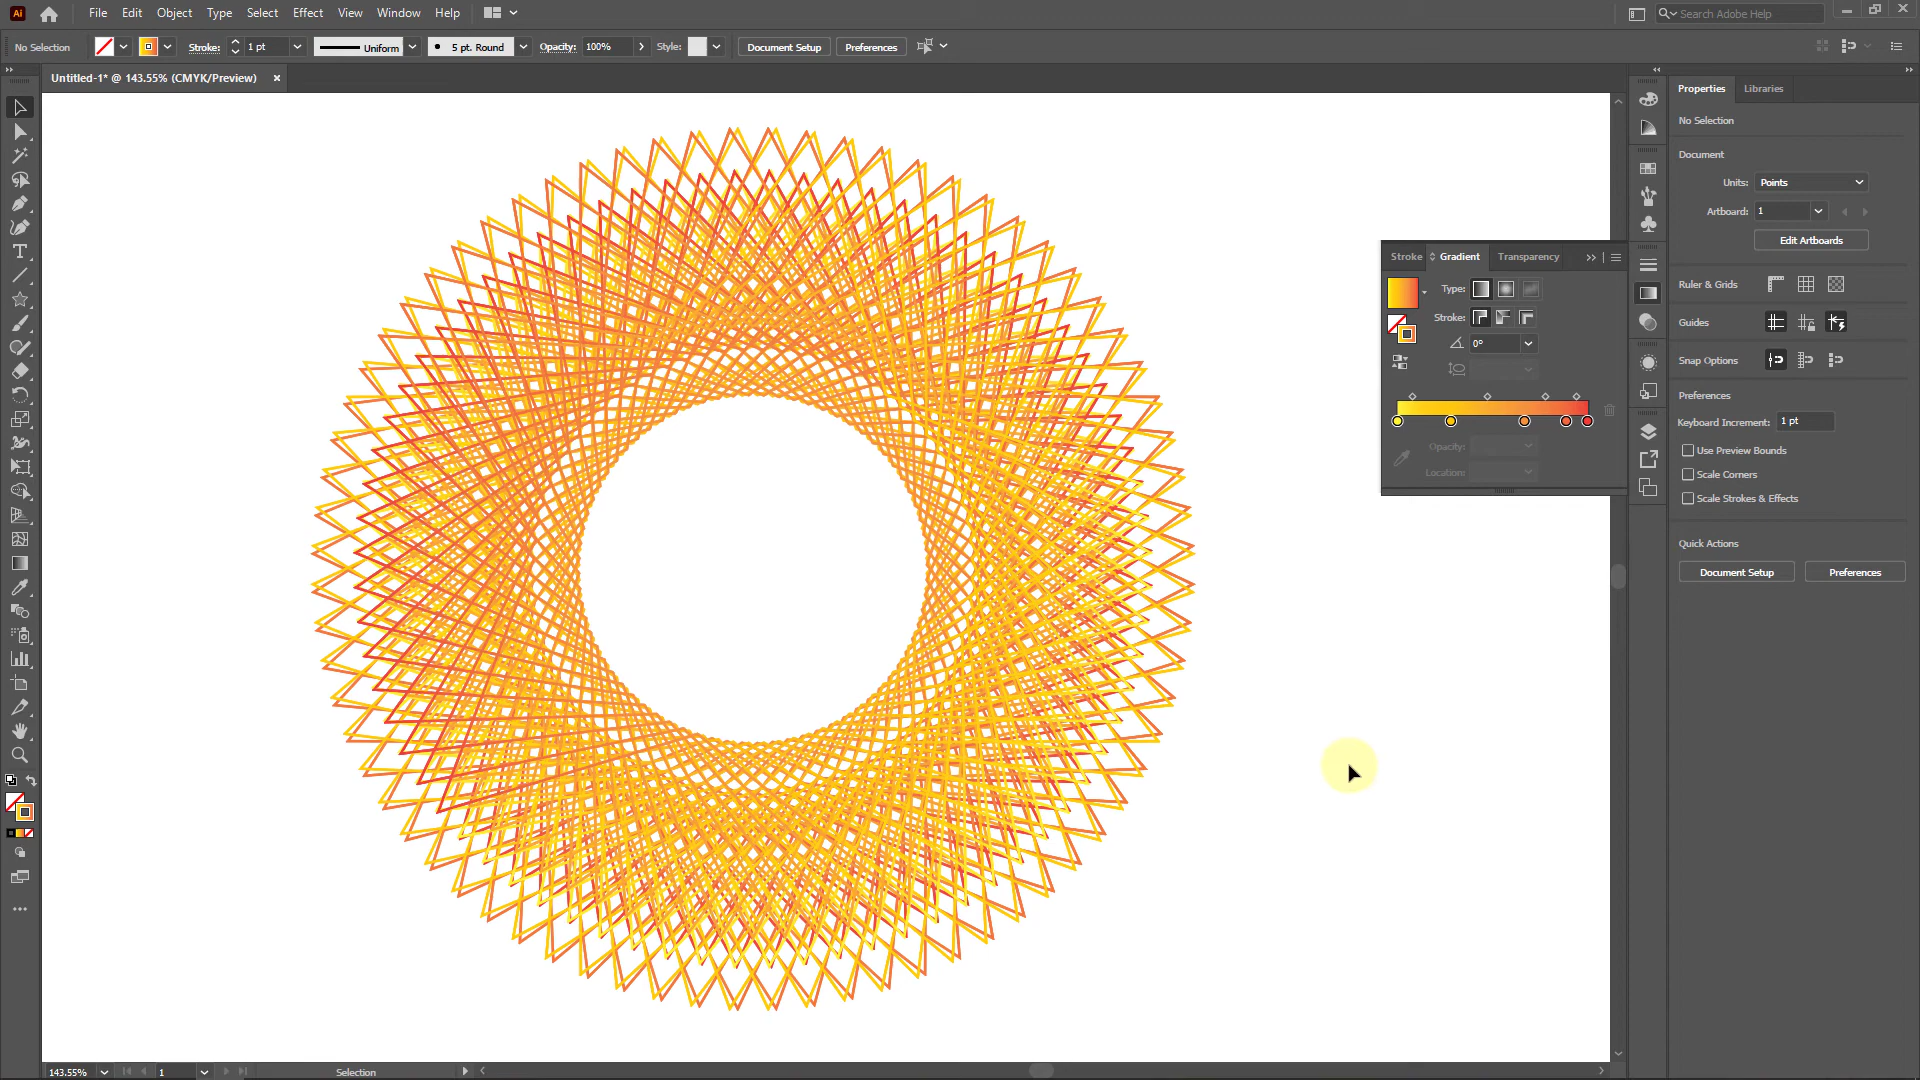 Ai File Edit Object Type Select Effect View Window Help Search Adobe Help
No Selection Stroke: 1 pt Uniform 5 pt. Round Opacity: 100% Style: Document Setup Preferences
Untitled-1* @ 143.55% (CMYK/Preview) ×
Properties Libraries
No Selection
Document
Units: Points
Artboard: 1
Edit Artboards
Stroke Gradient Transparency
Type:
Stroke:
0°
Opacity:
Location:
Ruler & Grids
Guides
Snap Options
Preferences
Keyboard Increment: 1 pt
Use Preview Bounds
Scale Corners
Scale Strokes & Effects
Quick Actions
Document Setup Preferences
143.55% 1 Selection